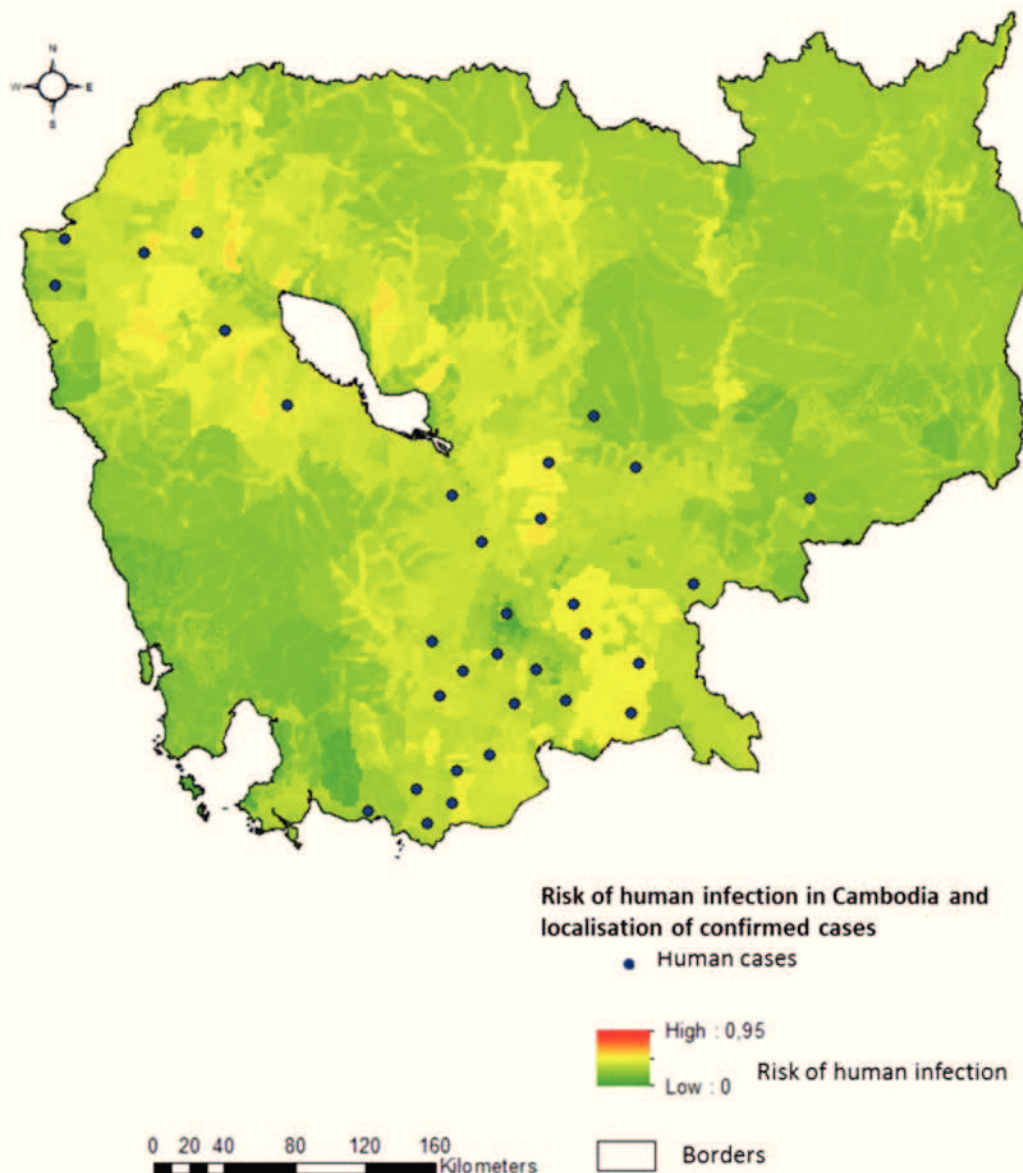 N
W E
S
Risk of human infection in Cambodia and
localisation of confirmed cases
Human cases
High : 0,95
Risk of human infection
Low : 0
0 20 40 80 120 160
Kilometers
Borders